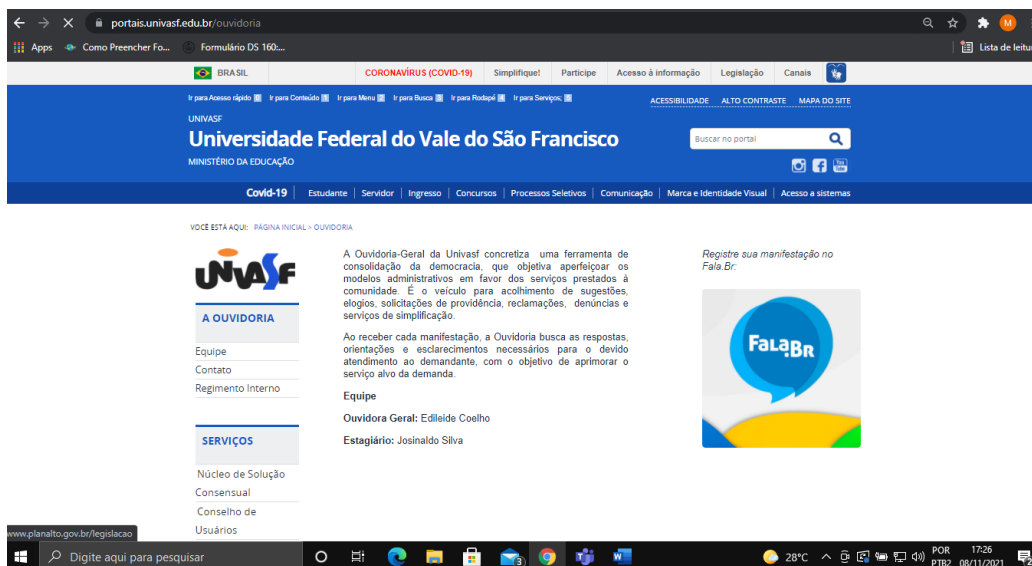 portais.univasf.edu.br/ouvidoria
M
Apps Como Preencher Fo... Formulário DS 160:... Lista de leitu
BRASIL CORONAVÍRUS (COVID-19) Simplifique! Participe Acesso à informação Legislação Canais
Ir para Acesso rápido 0 Ir para Conteúdo 1 Ir para Menu 2 Ir para Busca 3 Ir para Rodapé 4 Ir para Serviços; 5 ACESSIBILIDADE ALTO CONTRASTE MAPA DO SITE
UNIVASF
Universidade Federal do Vale do São Francisco
Buscar no portal
MINISTÉRIO DA EDUCAÇÃO
You Tube
Covid-19 Estudante Servidor Ingresso Concursos Processos Seletivos Comunicação Marca e Identidade Visual Acesso a sistemas
VOCÊ ESTÁ AQUI: PÁGINA INICIAL > OUVIDORIA
UNIVASF
A OUVIDORIA
Equipe
Contato
Regimento Interno
SERVIÇOS
Núcleo de Solução
Consensual
Conselho de
Usuários
A Ouvidoria-Geral da Univasf concretiza uma ferramenta de
consolidação da democracia, que objetiva aperfeiçoar os
modelos administrativos em favor dos serviços prestados à
comunidade. É o veículo para acolhimento de sugestões,
elogios, solicitações de providência, reclamações, denúncias e
serviços de simplificação.
Ao receber cada manifestação, a Ouvidoria busca as respostas,
orientações e esclarecimentos necessários para o devido
atendimento ao demandante, com o objetivo de aprimorar o
serviço alvo da demanda.
Equipe
Ouvidora Geral: Edileide Coelho
Estagiário: Josinaldo Silva
Registre sua manifestação no
Fala.Br:
FALA.BR
www.planalto.gov.br/legislacao
Digite aqui para pesquisar
28°C
POR
PTB2
17:26
08/11/2021